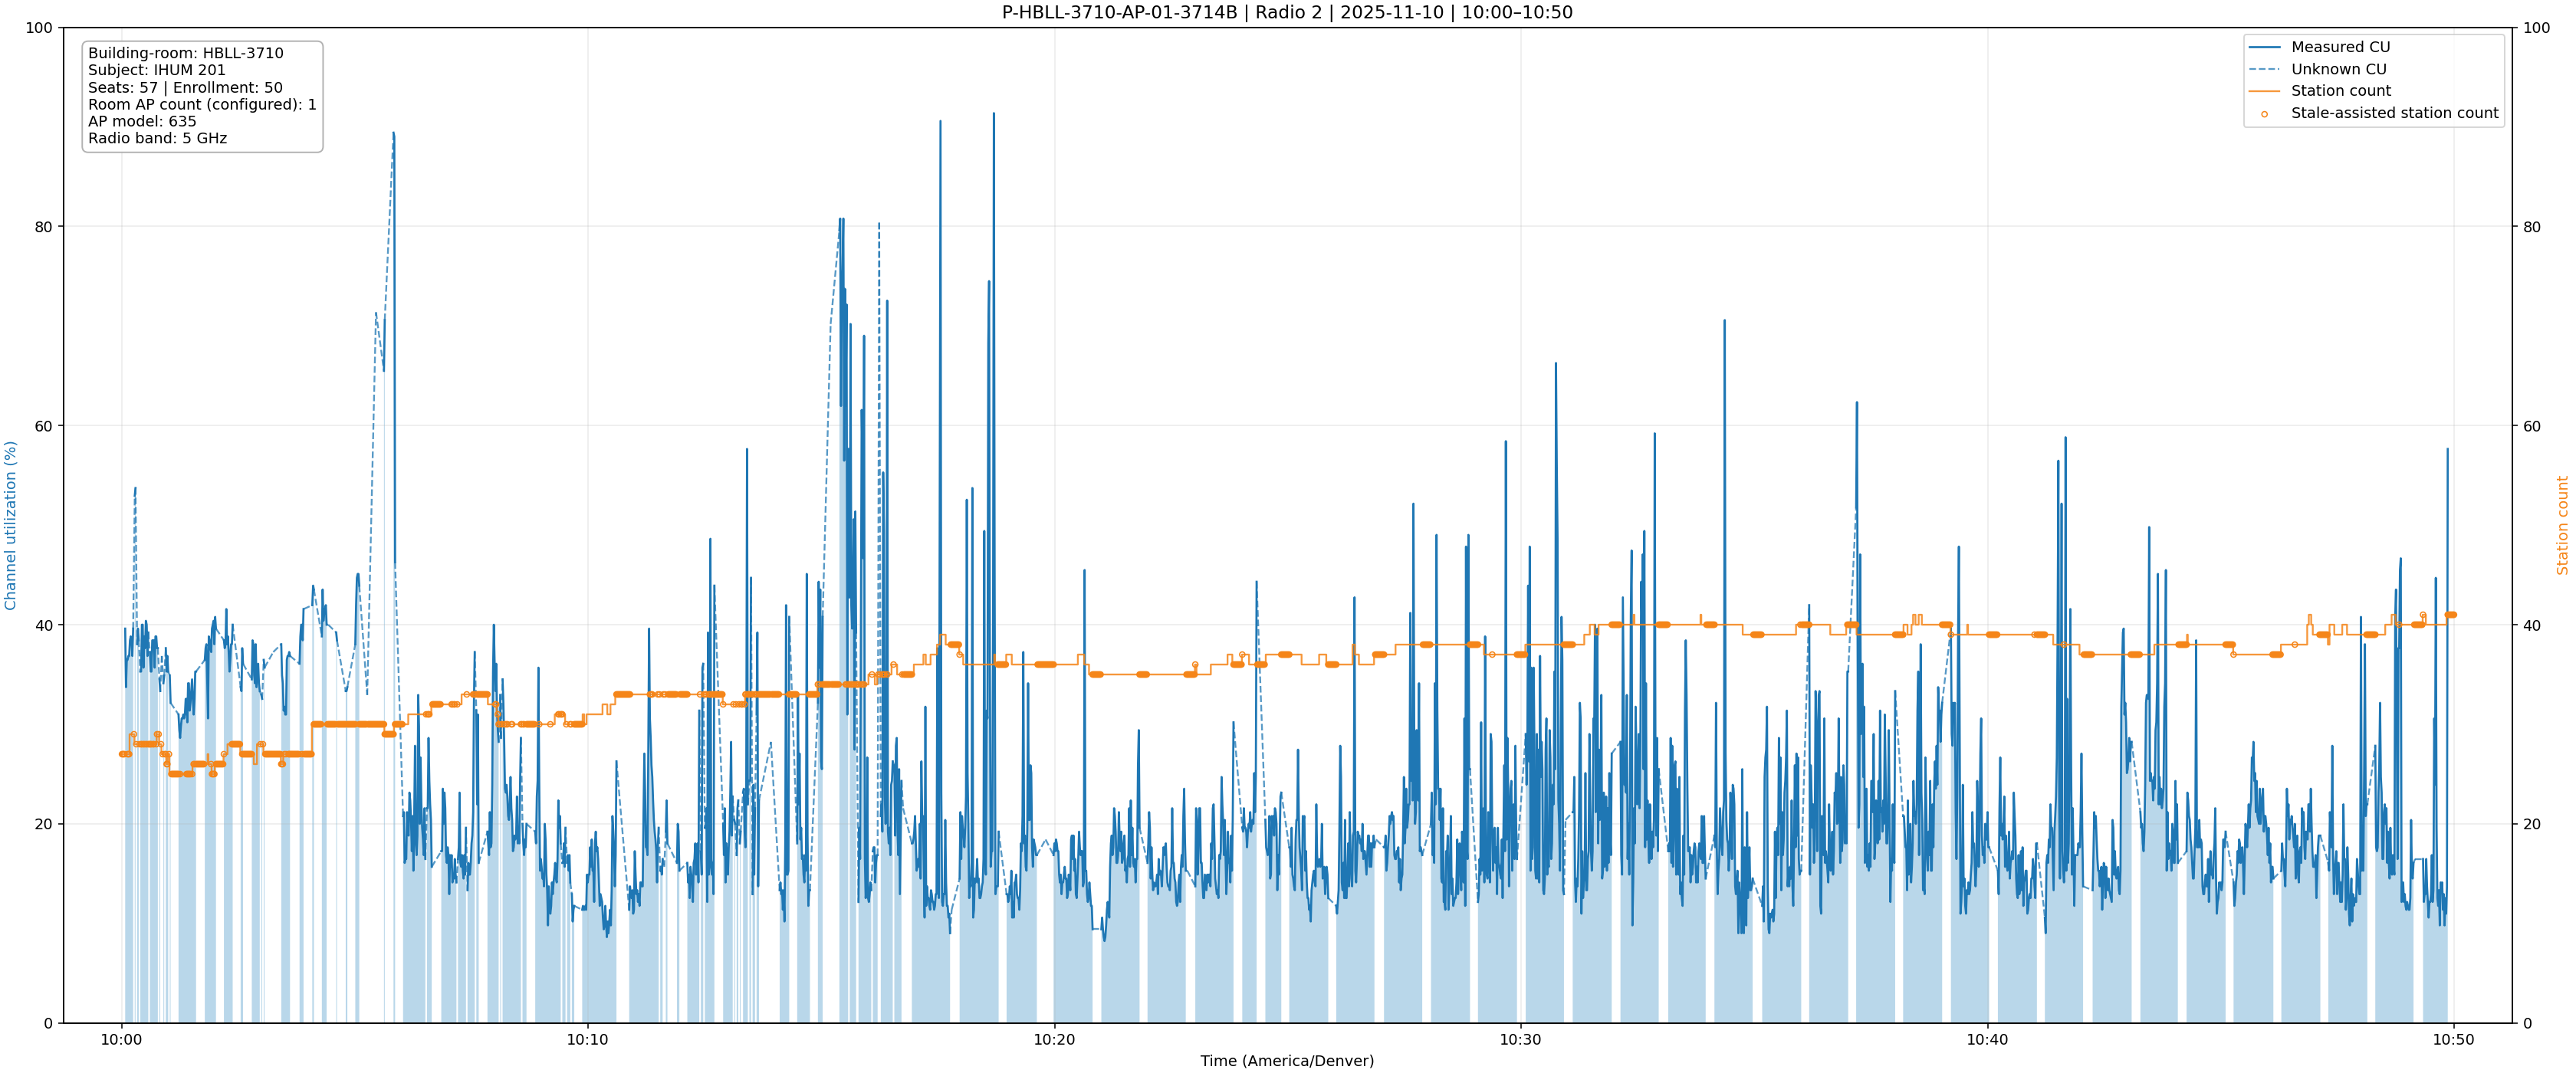 P-HBLL-3710-AP-01-3714B | Radio 2 | 2025-11-10 | 10:00–10:50
Building-room: HBLL-3710
Subject: IHUM 201
Seats: 57 | Enrollment: 50
Room AP count (configured): 1
AP model: 635
Radio band: 5 GHz
Measured CU
Unknown CU
Station count
Stale-assisted station count
Channel utilization (%)
100
80
60
40
20
0
100
80
60
40
20
0
Station count
10:00
10:10
10:20
10:30
10:40
10:50
Time (America/Denver)